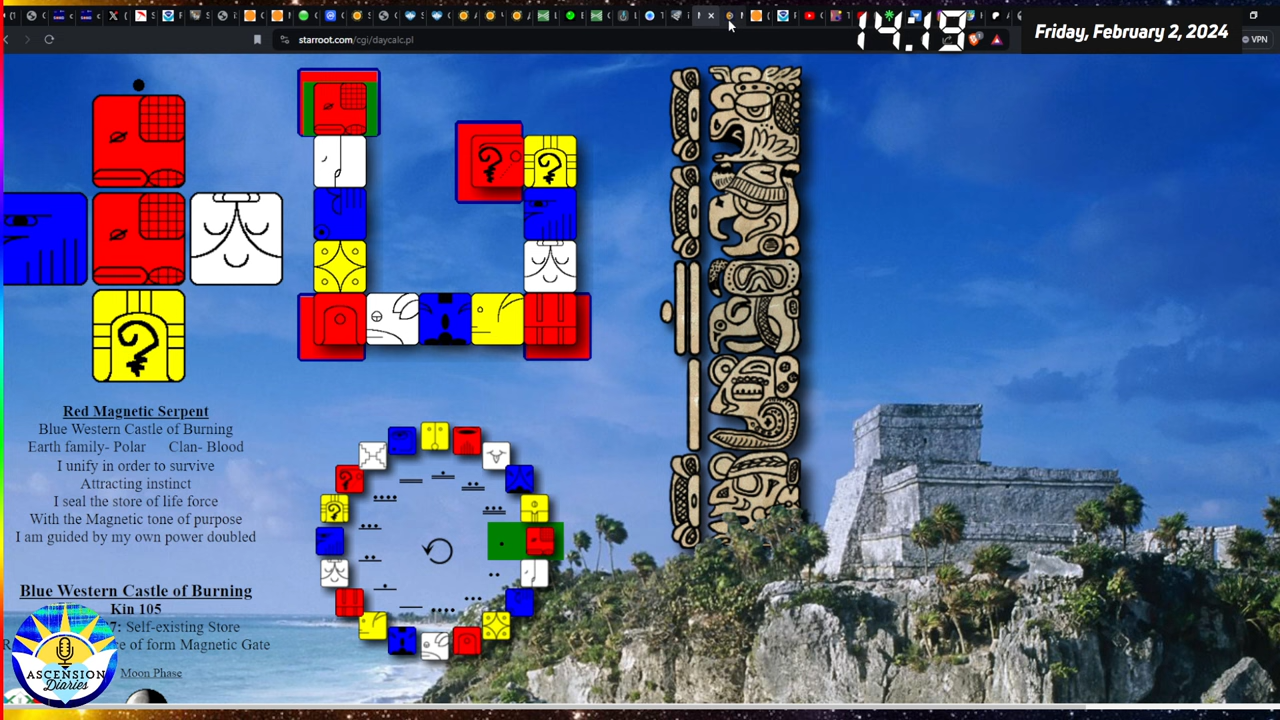 14:19
Friday, February 2, 2024
starroot.com/cgi/daycalc.pl
VPN
Red Magnetic Serpent
Blue Western Castle of Burning
Earth family- Polar Clan- Blood
I unify in order to survive
Attracting instinct
I seal the store of life force
With the Magnetic tone of purpose
I am guided by my own power doubled
Blue Western Castle of Burning
Kin 105
7: Self-existing Store
of form Magnetic Gate
Moon Phase
ASCENSION
Diaries